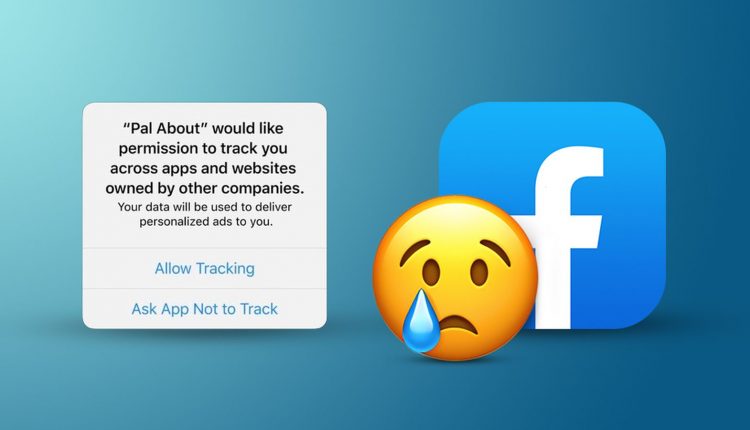 “Pal About” would like
permission to track you
across apps and websites
owned by other companies.
Your data will be used to deliver
personalized ads to you.
Allow Tracking
Ask App Not to Track
f